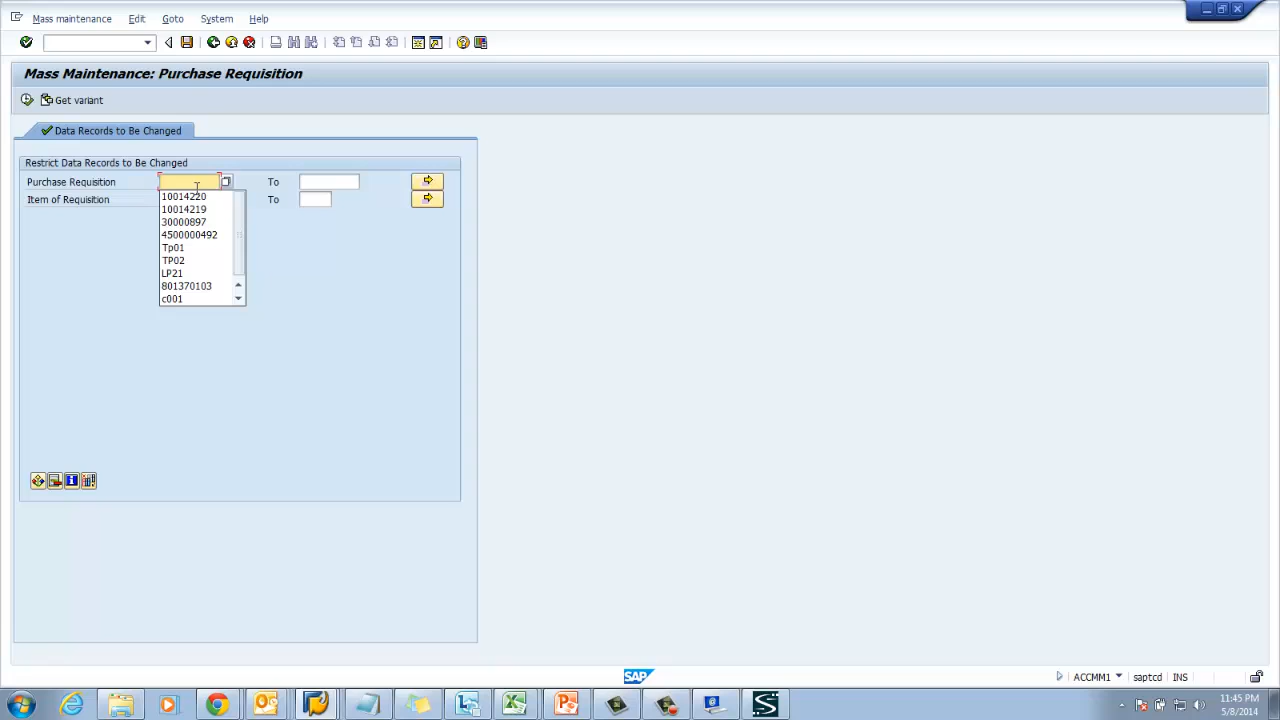 Mass maintenance Edit Goto System Help
Mass Maintenance: Purchase Requisition
Get variant
Data Records to Be Changed
Restrict Data Records to Be Changed
Purchase Requisition To
Item of Requisition To
10014220
10014219
30000897
4500000492
Tp01
TP02
LP21
801370103
c001
SAP
ACCMM1 saptcd INS
11:45 PM
5/8/2014